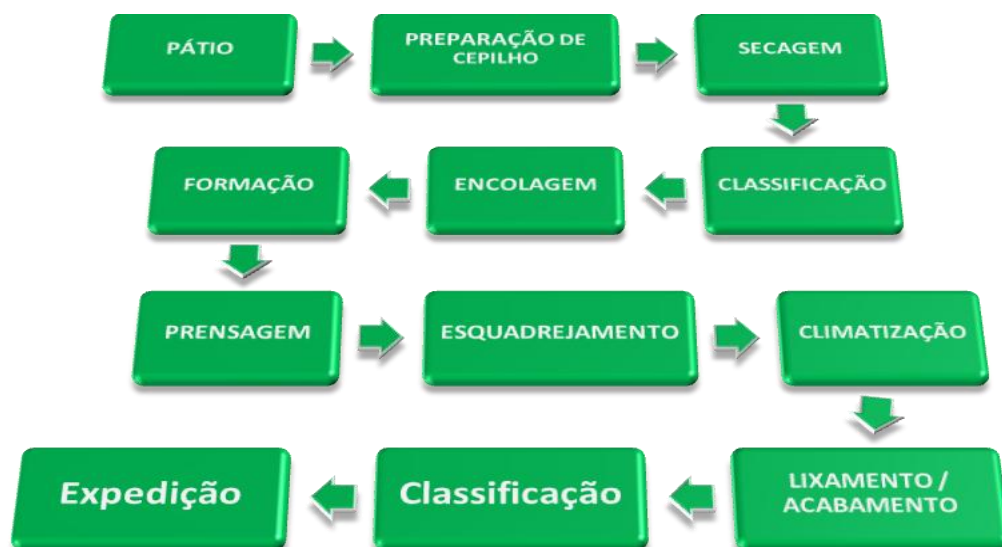 PÁTIO
PREPARAÇÃO DE
CEPILHO
SECAGEM
CLASSIFICAÇÃO
ENCOLAGEM
FORMAÇÃO
PRENSAGEM
ESQUADREJAMENTO
CLIMATIZAÇÃO
LIXAMENTO /
ACABAMENTO
Classificação
Expedição